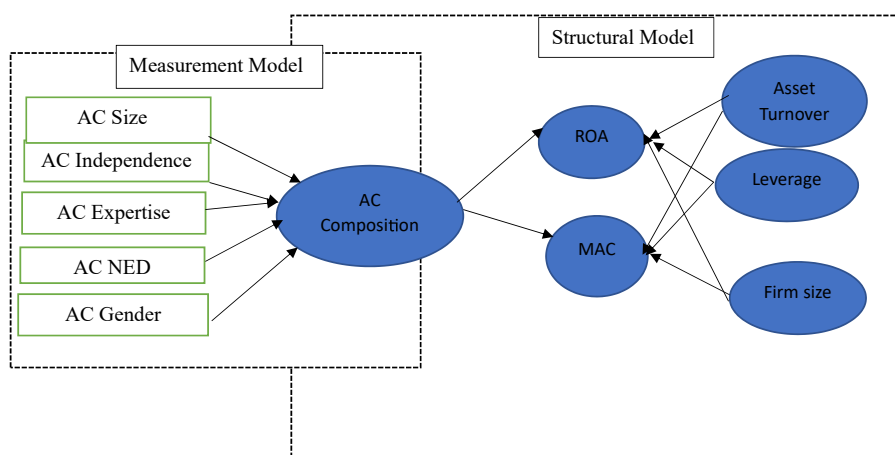 Structural Model
Measurement Model
AC Size
AC Independence
AC Expertise
AC NED
AC Gender
AC
Composition
ROA
MAC
Asset
Turnover
Leverage
Firm size